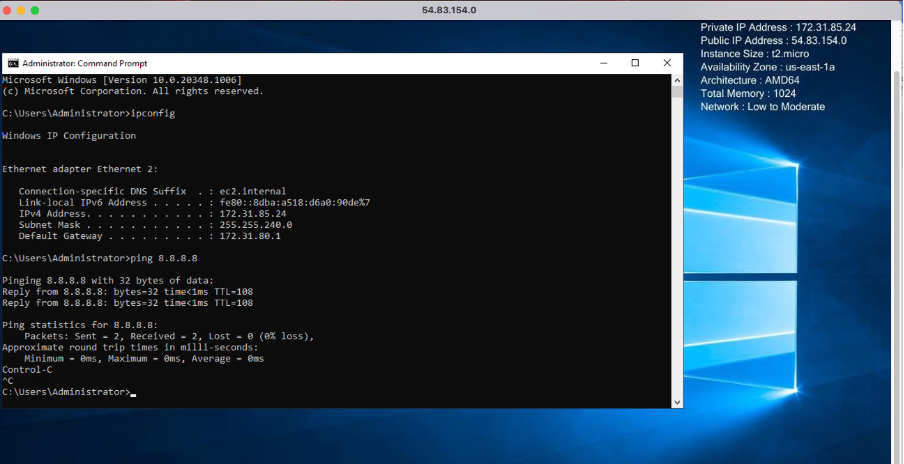 54.83.154.0
Private IP Address : 172.31.85.24
Public IP Address : 54.83.154.0
Instance Size : t2.micro
Availability Zone : us-east-1a
Architecture : AMD64
Total Memory : 1024
Network : Low to Moderate
Administrator: Command Prompt
Microsoft Windows [Version 10.0.20348.1006]
(c) Microsoft Corporation. All rights reserved.
C:\Users\Administrator>ipconfig
Windows IP Configuration
Ethernet adapter Ethernet 2:
Connection-specific DNS Suffix . : ec2.internal
Link-local IPv6 Address . . . . . : fe80::8dba:a518:d6a0:90de%7
IPv4 Address. . . . . . . . . . . : 172.31.85.24
Subnet Mask . . . . . . . . . . . : 255.255.240.0
Default Gateway . . . . . . . . . : 172.31.80.1
C:\Users\Administrator>ping 8.8.8.8
Pinging 8.8.8.8 with 32 bytes of data:
Reply from 8.8.8.8: bytes=32 time<1ms TTL=108
Reply from 8.8.8.8: bytes=32 time<1ms TTL=108
Ping statistics for 8.8.8.8:
Packets: Sent = 2, Received = 2, Lost = 0 (0% loss),
Approximate round trip times in milli-seconds:
Minimum = 0ms, Maximum = 0ms, Average = 0ms
Control-C
^C
C:\Users\Administrator>